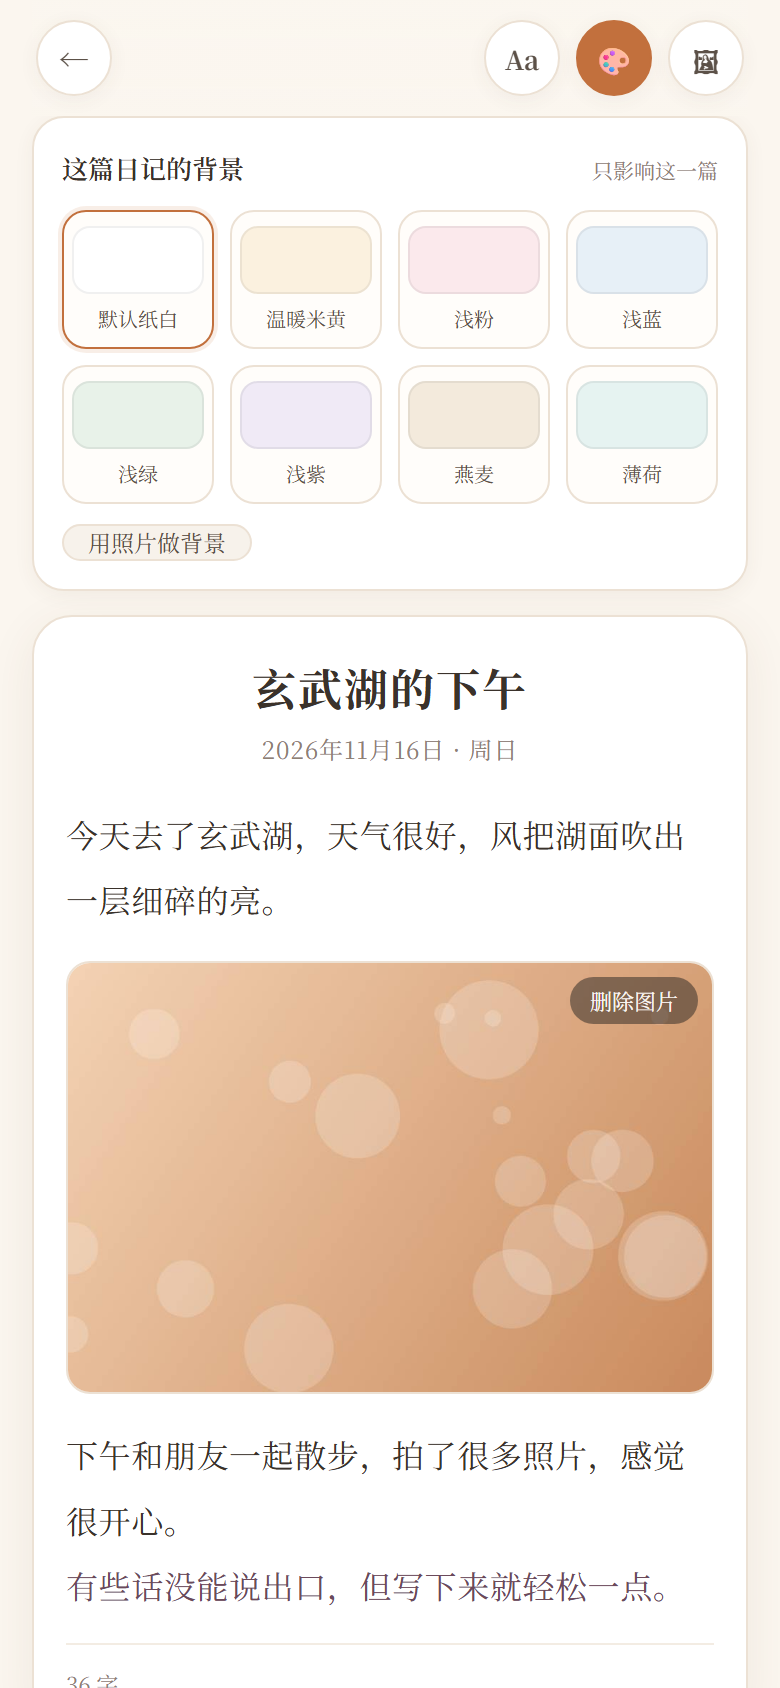 ←
Aa
这篇日记的背景
只影响这一篇
默认纸白
温暖米黄
浅粉
浅蓝
浅绿
浅紫
燕麦
薄荷
用照片做背景
玄武湖的下午
2026年11月16日 · 周日
今天去了玄武湖，天气很好，风把湖面吹出
一层细碎的亮。
删除图片
下午和朋友一起散步，拍了很多照片，感觉
很开心。
有些话没能说出口，但写下来就轻松一点。
36 字